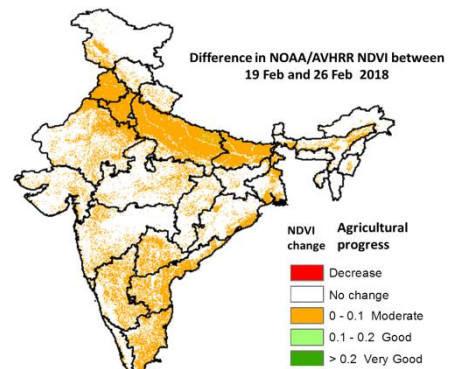 Difference in NOAA/AVHRR NDVI between
19 Feb and 26 Feb 2018
NDVI change
Agricultural progress
Decrease
No change
0 - 0.1 Moderate
0.1 - 0.2 Good
> 0.2 Very Good